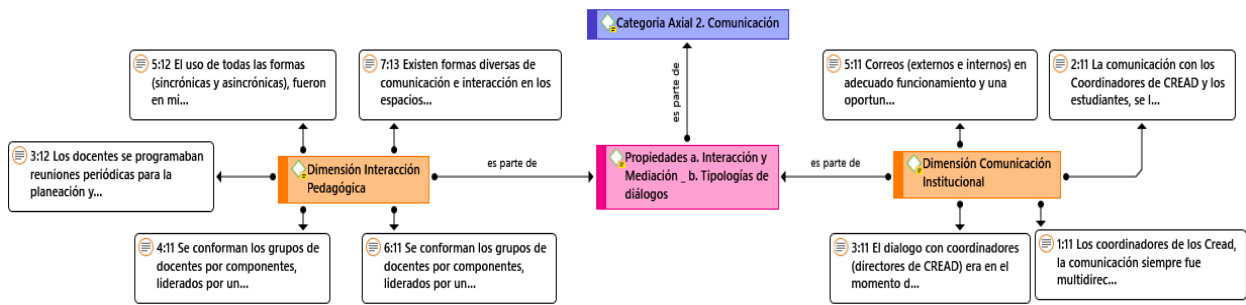 Categoria Axial 2. Comunicación
5:12 El uso de todas las formas
(sincrónicas y asincrónicas), fueron
en mi...
7:13 Existen formas diversas de
comunicación e interacción en los
espacios...
5:11 Correos (externos e internos) en
adecuado funcionamiento y una
oportun...
2:11 La comunicación con los
Coordinadores de CREAD y los
estudiantes, se l...
es parte de
3:12 Los docentes se programaban
reuniones periódicas para la
planeación y...
Dimensión Interacción
Pedagógica
es parte de
Propiedades a. Interacción y
Mediación _ b. Tipologías de
diálogos
es parte de
Dimensión Comunicación
Institucional
4:11 Se conforman los grupos de
docentes por componentes,
liderados por un...
6:11 Se conforman los grupos de
docentes por componentes,
liderados por un...
3:11 El dialogo con coordinadores
(directores de CREAD) era en el
momento d...
1:11 Los coordinadores de los Cread,
la comunicación siempre fue
multidirec...